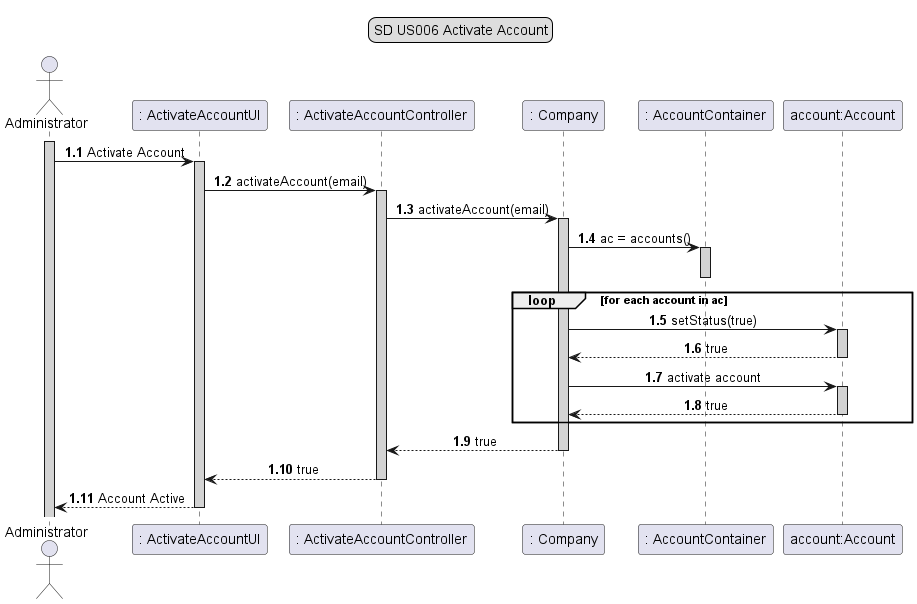 SD US006 Activate Account
Administrator
: ActivateAccountUI
: ActivateAccountController
: Company
: AccountContainer
account:Account
1.1 Activate Account
1.2 activateAccount(email)
1.3 activateAccount(email)
1.4 ac = accounts()
loop [for each account in ac]
1.5 setStatus(true)
1.6 true
1.7 activate account
1.8 true
1.9 true
1.10 true
1.11 Account Active
Administrator
: ActivateAccountUI
: ActivateAccountController
: Company
: AccountContainer
account:Account